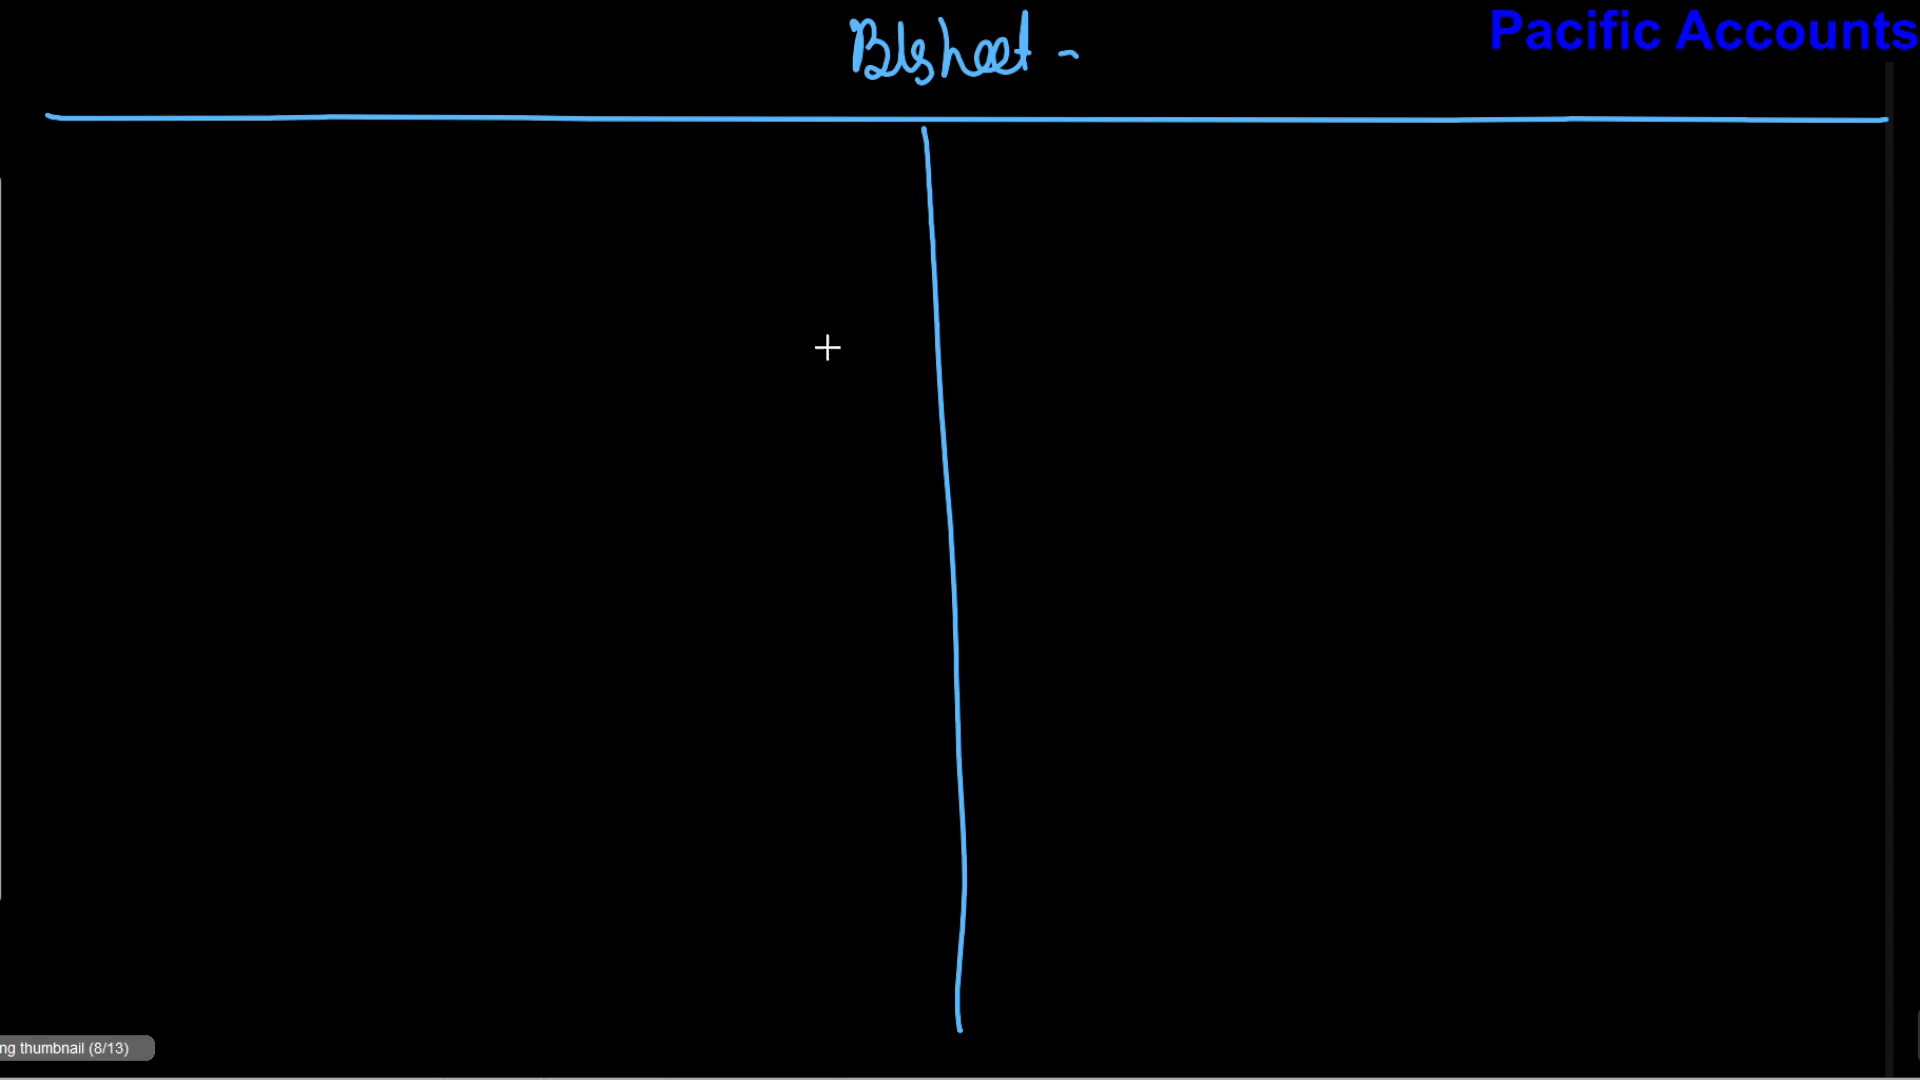 Blsheet -
Pacific Accounts
ng thumbnail (8/13)